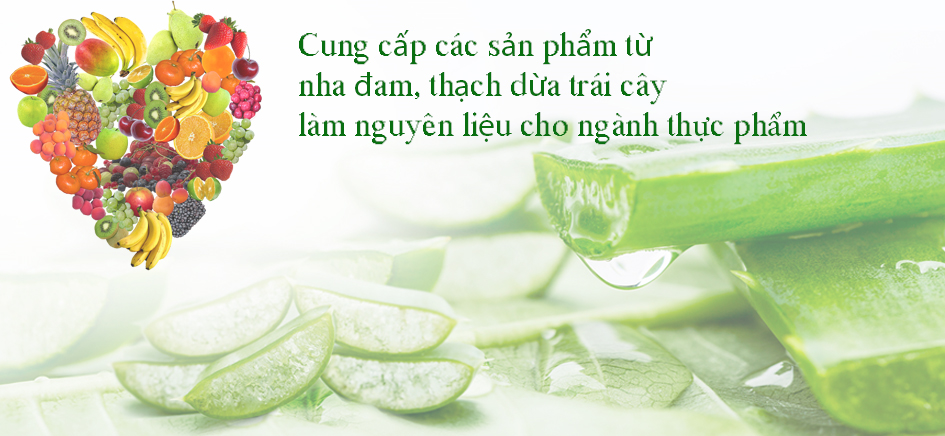 Cung cấp các sản phẩm từ
nha đam, thạch dừa trái cây
làm nguyên liệu cho ngành thực phẩm